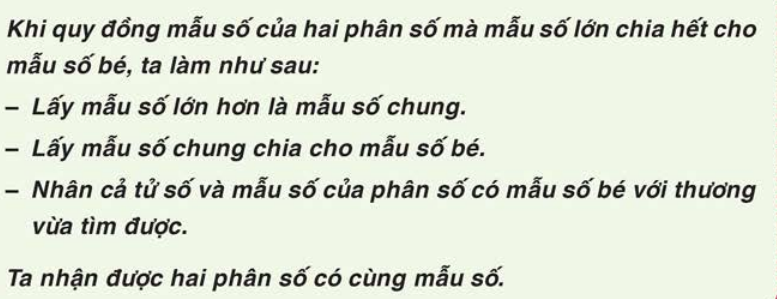 Khi quy đồng mẫu số của hai phân số mà mẫu số lớn chia hết cho
mẫu số bé, ta làm như sau:
– Lấy mẫu số lớn hơn là mẫu số chung.
– Lấy mẫu số chung chia cho mẫu số bé.
– Nhân cả tử số và mẫu số của phân số có mẫu số bé với thương
vừa tìm được.
Ta nhận được hai phân số có cùng mẫu số.